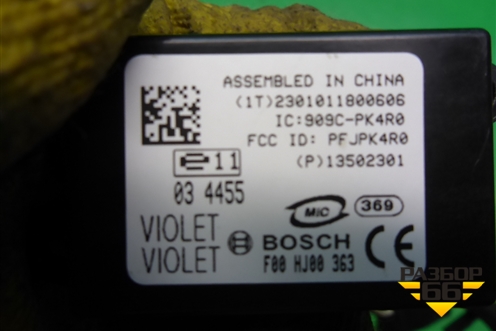 ASSEMBLED IN CHINA
(1T)2301011800606
IC:909C-PK4R0
FCC ID: PFJPK4R0
(P)13502301
e11
03 4455
MIC
369
VIOLET
VIOLET
BOSCH
F00 HJ00 363
CE
РАЗБОР
66